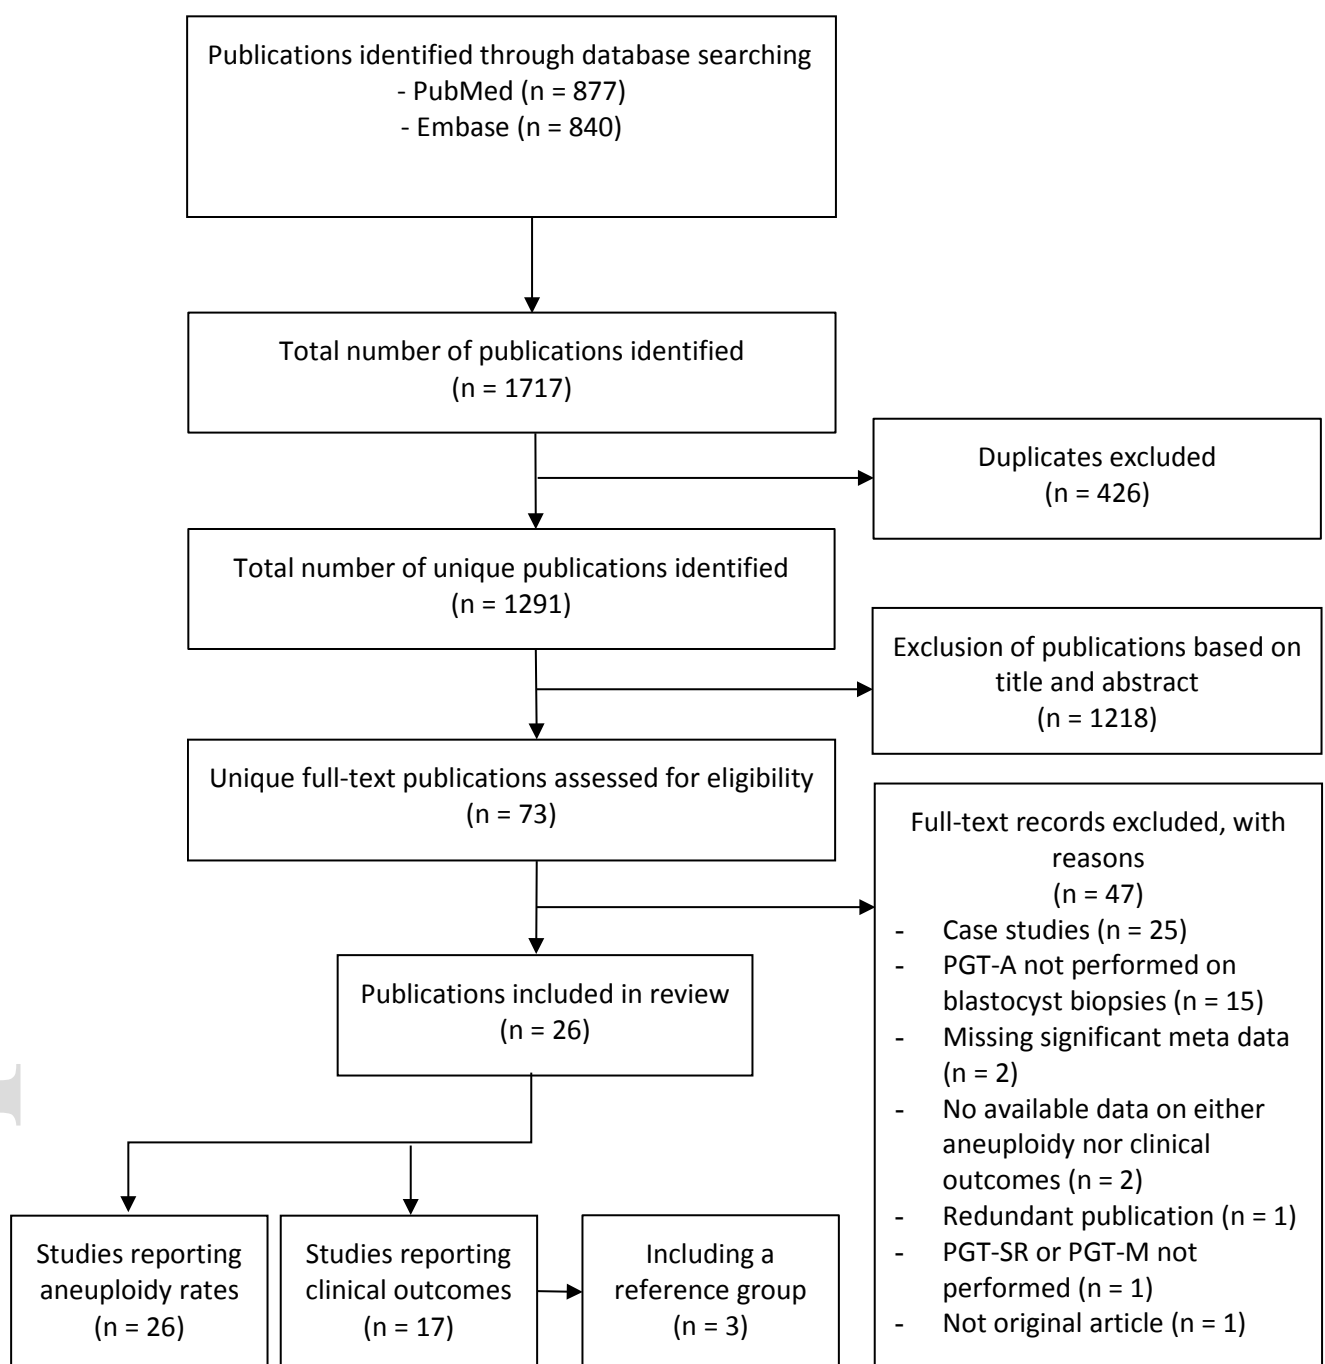 Publications identified through database searching
- PubMed (n = 877)
- Embase (n = 840)
Total number of publications identified
(n = 1717)
Duplicates excluded
(n = 426)
Total number of unique publications identified
(n = 1291)
Exclusion of publications based on
title and abstract
(n = 1218)
Unique full-text publications assessed for eligibility
(n = 73)
Full-text records excluded, with
reasons
(n = 47)
- Case studies (n = 25)
- PGT-A not performed on
blastocyst biopsies (n = 15)
- Missing significant meta data
(n = 2)
- No available data on either
aneuploidy nor clinical
outcomes (n = 2)
- Redundant publication (n = 1)
- PGT-SR or PGT-M not
performed (n = 1)
- Not original article (n = 1)
Publications included in review
(n = 26)
Studies reporting
aneuploidy rates
(n = 26)
Studies reporting
clinical outcomes
(n = 17)
Including a
reference group
(n = 3)